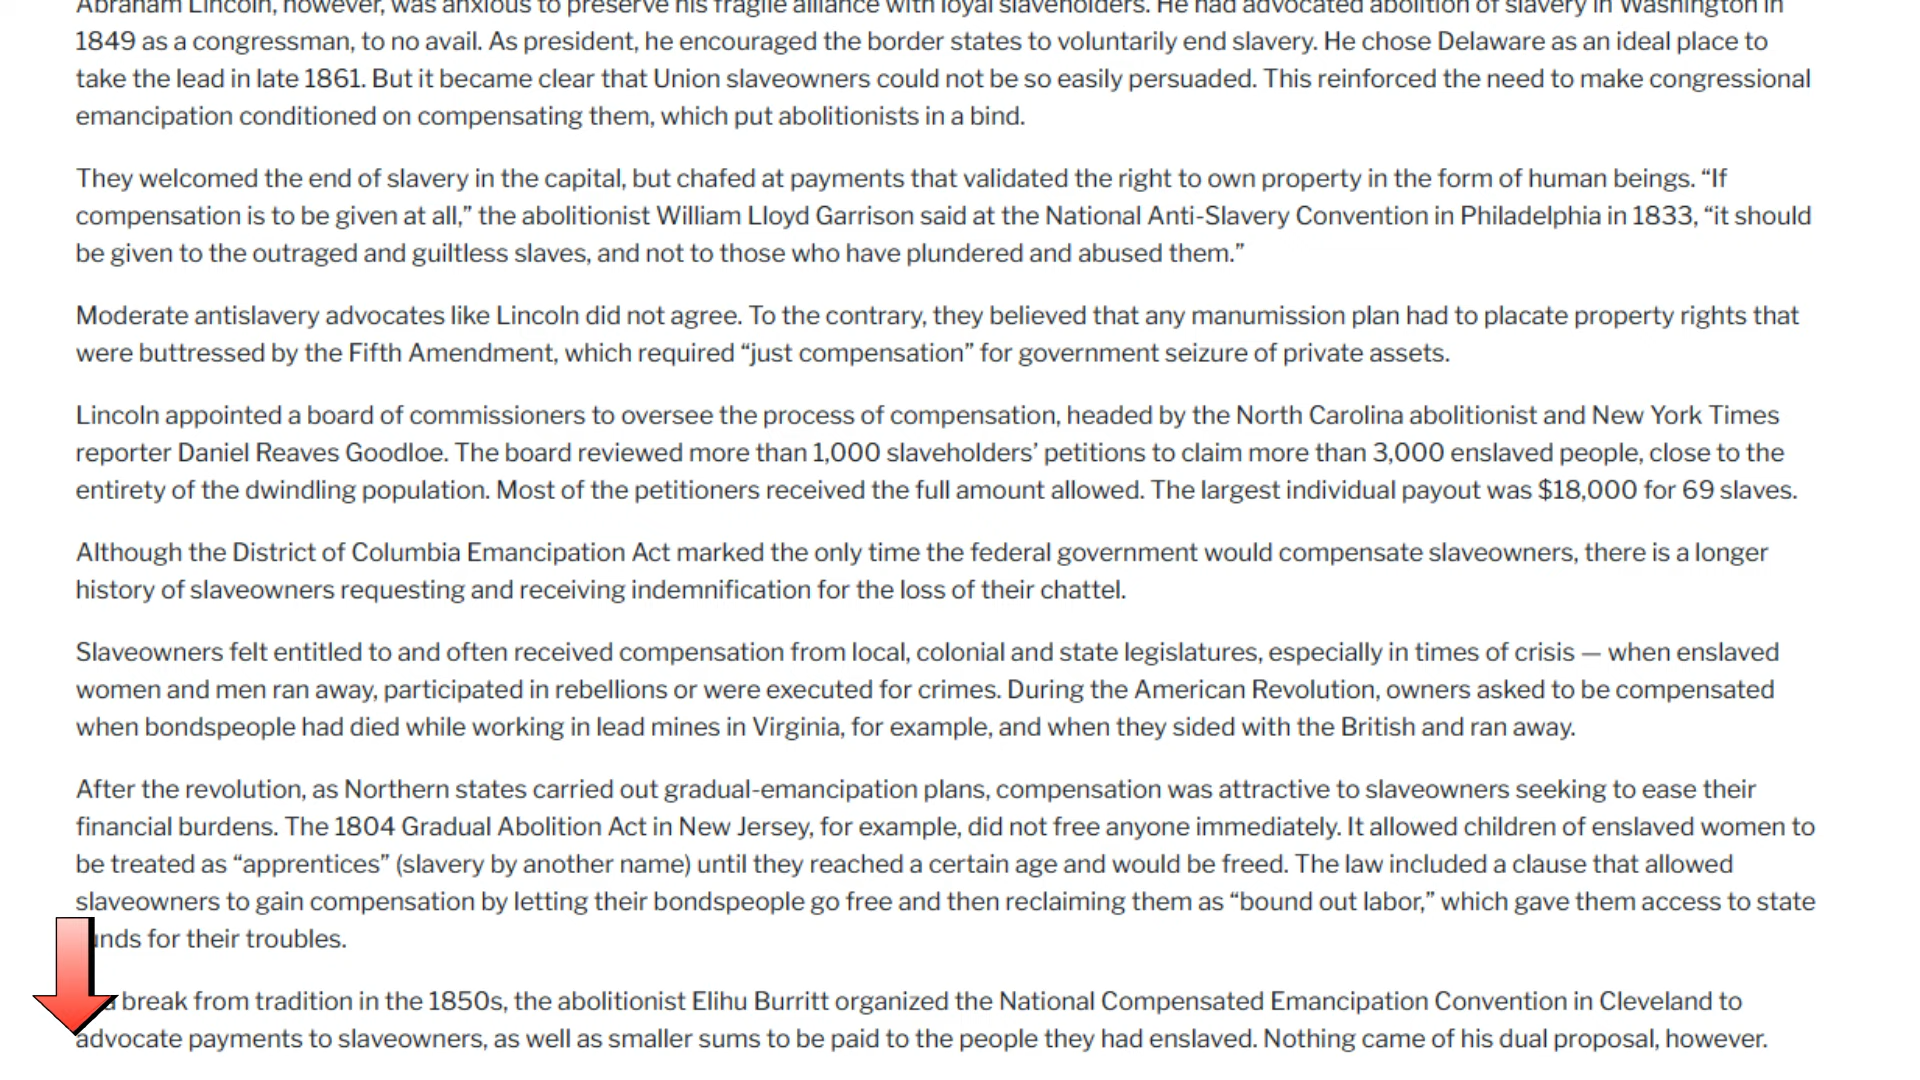 Abraham Lincoln, however, was anxious to preserve his fragile alliance with loyal slaveholders. He had advocated abolition of slavery in Washington in
1849 as a congressman, to no avail. As president, he encouraged the border states to voluntarily end slavery. He chose Delaware as an ideal place to
take the lead in late 1861. But it became clear that Union slaveowners could not be so easily persuaded. This reinforced the need to make congressional
emancipation conditioned on compensating them, which put abolitionists in a bind.
They welcomed the end of slavery in the capital, but chafed at payments that validated the right to own property in the form of human beings. “If
compensation is to be given at all,” the abolitionist William Lloyd Garrison said at the National Anti-Slavery Convention in Philadelphia in 1833, “it should
be given to the outraged and guiltless slaves, and not to those who have plundered and abused them.”
Moderate antislavery advocates like Lincoln did not agree. To the contrary, they believed that any manumission plan had to placate property rights that
were buttressed by the Fifth Amendment, which required “just compensation” for government seizure of private assets.
Lincoln appointed a board of commissioners to oversee the process of compensation, headed by the North Carolina abolitionist and New York Times
reporter Daniel Reaves Goodloe. The board reviewed more than 1,000 slaveholders’ petitions to claim more than 3,000 enslaved people, close to the
entirety of the dwindling population. Most of the petitioners received the full amount allowed. The largest individual payout was $18,000 for 69 slaves.
Although the District of Columbia Emancipation Act marked the only time the federal government would compensate slaveowners, there is a longer
history of slaveowners requesting and receiving indemnification for the loss of their chattel.
Slaveowners felt entitled to and often received compensation from local, colonial and state legislatures, especially in times of crisis — when enslaved
women and men ran away, participated in rebellions or were executed for crimes. During the American Revolution, owners asked to be compensated
when bondspeople had died while working in lead mines in Virginia, for example, and when they sided with the British and ran away.
After the revolution, as Northern states carried out gradual-emancipation plans, compensation was attractive to slaveowners seeking to ease their
financial burdens. The 1804 Gradual Abolition Act in New Jersey, for example, did not free anyone immediately. It allowed children of enslaved women to
be treated as “apprentices” (slavery by another name) until they reached a certain age and would be freed. The law included a clause that allowed
slaveowners to gain compensation by letting their bondspeople go free and then reclaiming them as “bound out labor,” which gave them access to state
for their troubles.
break from tradition in the 1850s, the abolitionist Elihu Burritt organized the National Compensated Emancipation Convention in Cleveland to
advocate payments to slaveowners, as well as smaller sums to be paid to the people they had enslaved. Nothing came of his dual proposal, however.